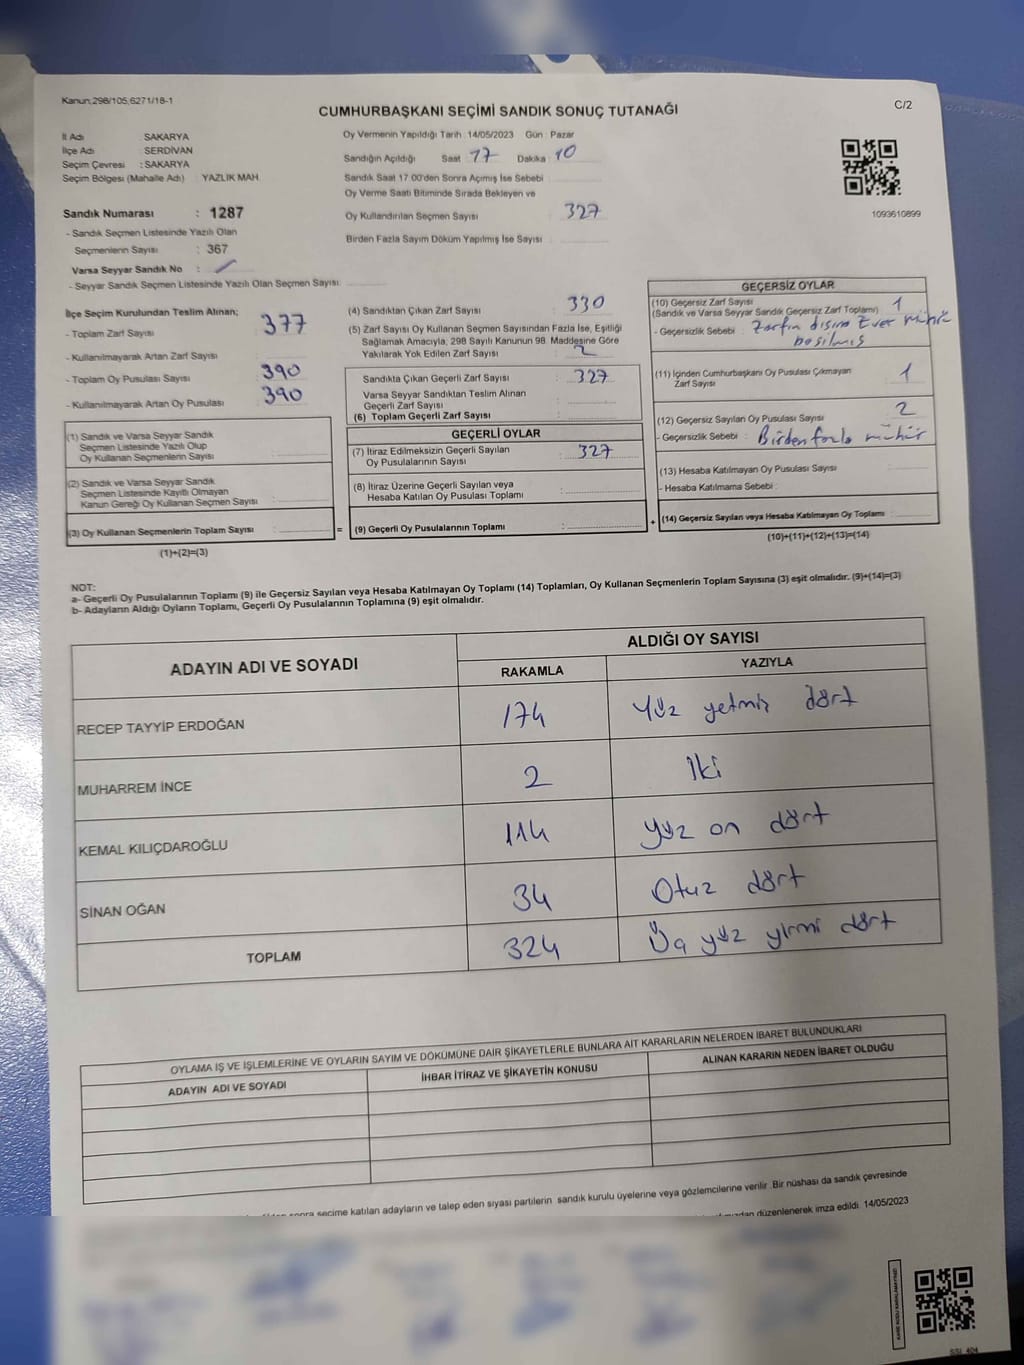 Kanun:298/105,6271/18-1
C/2
CUMHURBAŞKANI SEÇİMİ SANDIK SONUÇ TUTANAĞI
İl Adı SAKARYA
İlçe Adı SERDİVAN
Seçim Çevresi : SAKARYA
Seçim Bölgesi (Mahalle Adı) : YAZLIK MAH.
Sandık Numarası : 1287
- Sandık Seçmen Listesinde Yazılı Olan
Seçmenlerin Sayısı : 367
Varsa Seyyar Sandık No :
- Seyyar Sandık Seçmen Listesinde Yazılı Olan Seçmen Sayısı:
Oy Vermenin Yapıldığı Tarih : 14/05/2023 Gün : Pazar
Sandığın Açıldığı Saat : 17 Dakika : 10
Sandık Saat 17:00'den Sonra Açımış İse Sebebi :
Oy Verme Saati Bitiminde Sırada Bekleyen ve
Oy Kullandırılan Seçmen Sayısı : 327
Birden Fazla Sayım Döküm Yapılmış İse Sayısı :
1093610899
İlçe Seçim Kurulundan Teslim Alınan;
- Toplam Zarf Sayısı : 377
- Kullanılmayarak Artan Zarf Sayısı :
- Toplam Oy Pusulası Sayısı : 390
- Kullanılmayarak Artan Oy Pusulası : 390
(1) Sandık ve Varsa Seyyar Sandık
Seçmen Listesinde Yazılı Olup
Oy Kullanan Seçmenlerin Sayısı :
(2) Sandık ve Varsa Seyyar Sandık
Seçmen Listesinde Kayıtlı Olmayan
Kanun Gereği Oy Kullanan Seçmen Sayısı :
(3) Oy Kullanan Seçmenlerin Toplam Sayısı :
(1)+(2)=(3)
=
(4) Sandıktan Çıkan Zarf Sayısı : 330
(5) Zarf Sayısı Oy Kullanan Seçmen Sayısından Fazla İse, Eşitliği
Sağlamak Amacıyla, 298 Sayılı Kanunun 98. Maddesine Göre
Yakılarak Yok Edilen Zarf Sayısı : 2
Sandıkta Çıkan Geçerli Zarf Sayısı : 327
Varsa Seyyar Sandıktan Teslim Alınan
Geçerli Zarf Sayısı :
(6) Toplam Geçerli Zarf Sayısı :
GEÇERLİ OYLAR
(7) İtiraz Edilmeksizin Geçerli Sayılan
Oy Pusulalarının Sayısı : 327
(8) İtiraz Üzerine Geçerli Sayılan veya
Hesaba Katılan Oy Pusulası Toplamı :
(9) Geçerli Oy Pusulalarının Toplamı :
+
GEÇERSİZ OYLAR
(10) Geçersiz Zarf Sayısı : 1
(Sandık ve Varsa Seyyar Sandık Geçersiz Zarf Toplamı)
- Geçersizlik Sebebi : Zarfın dışına Evet mühür
basılmış
(11) İçinden Cumhurbaşkanı Oy Pusulası Çıkmayan
Zarf Sayısı : 1
(12) Geçersiz Sayılan Oy Pusulası Sayısı : 2
- Geçersizlik Sebebi : Birden fazla mühür
(13) Hesaba Katılmayan Oy Pusulası Sayısı :
- Hesaba Katılmama Sebebi :
(14) Geçersiz Sayılan veya Hesaba Katılmayan Oy Toplamı :
(10)+(11)+(12)+(13)=(14)
NOT:
a- Geçerli Oy Pusulalarının Toplamı (9) ile Geçersiz Sayılan veya Hesaba Katılmayan Oy Toplamı (14) Toplamları, Oy Kullanan Seçmenlerin Toplam Sayısına (3) eşit olmalıdır. (9)+(14)=(3)
b- Adayların Aldığı Oyların Toplamı, Geçerli Oy Pusulalarının Toplamına (9) eşit olmalıdır.
ADAYIN ADI VE SOYADI
ALDIĞI OY SAYISI
RAKAMLA YAZIYLA
RECEP TAYYİP ERDOĞAN 174 Yüz yetmiş dört
MUHARREM İNCE 2 İki
KEMAL KILIÇDAROĞLU 114 yüz on dört
SİNAN OĞAN 34 Otuz dört
TOPLAM 324 Üç yüz yirmi dört
OYLAMA İŞ VE İŞLEMLERİNE VE OYLARIN SAYIM VE DÖKÜMÜNE DAİR ŞİKAYETLERLE BUNLARA AİT KARARLARIN NELERDEN İBARET BULUNDUKLARI
ADAYIN ADI VE SOYADI İHBAR İTİRAZ VE ŞİKAYETİN KONUSU ALINAN KARARIN NEDEN İBARET OLDUĞU
sonra seçime katılan adayların ve talep eden siyasi partilerin sandık kurulu üyelerine veya gözlemcilerine verilir. Bir nüshası da sandık çevresinde
düzenlenerek imza edildi. 14/05/2023
SSI_404